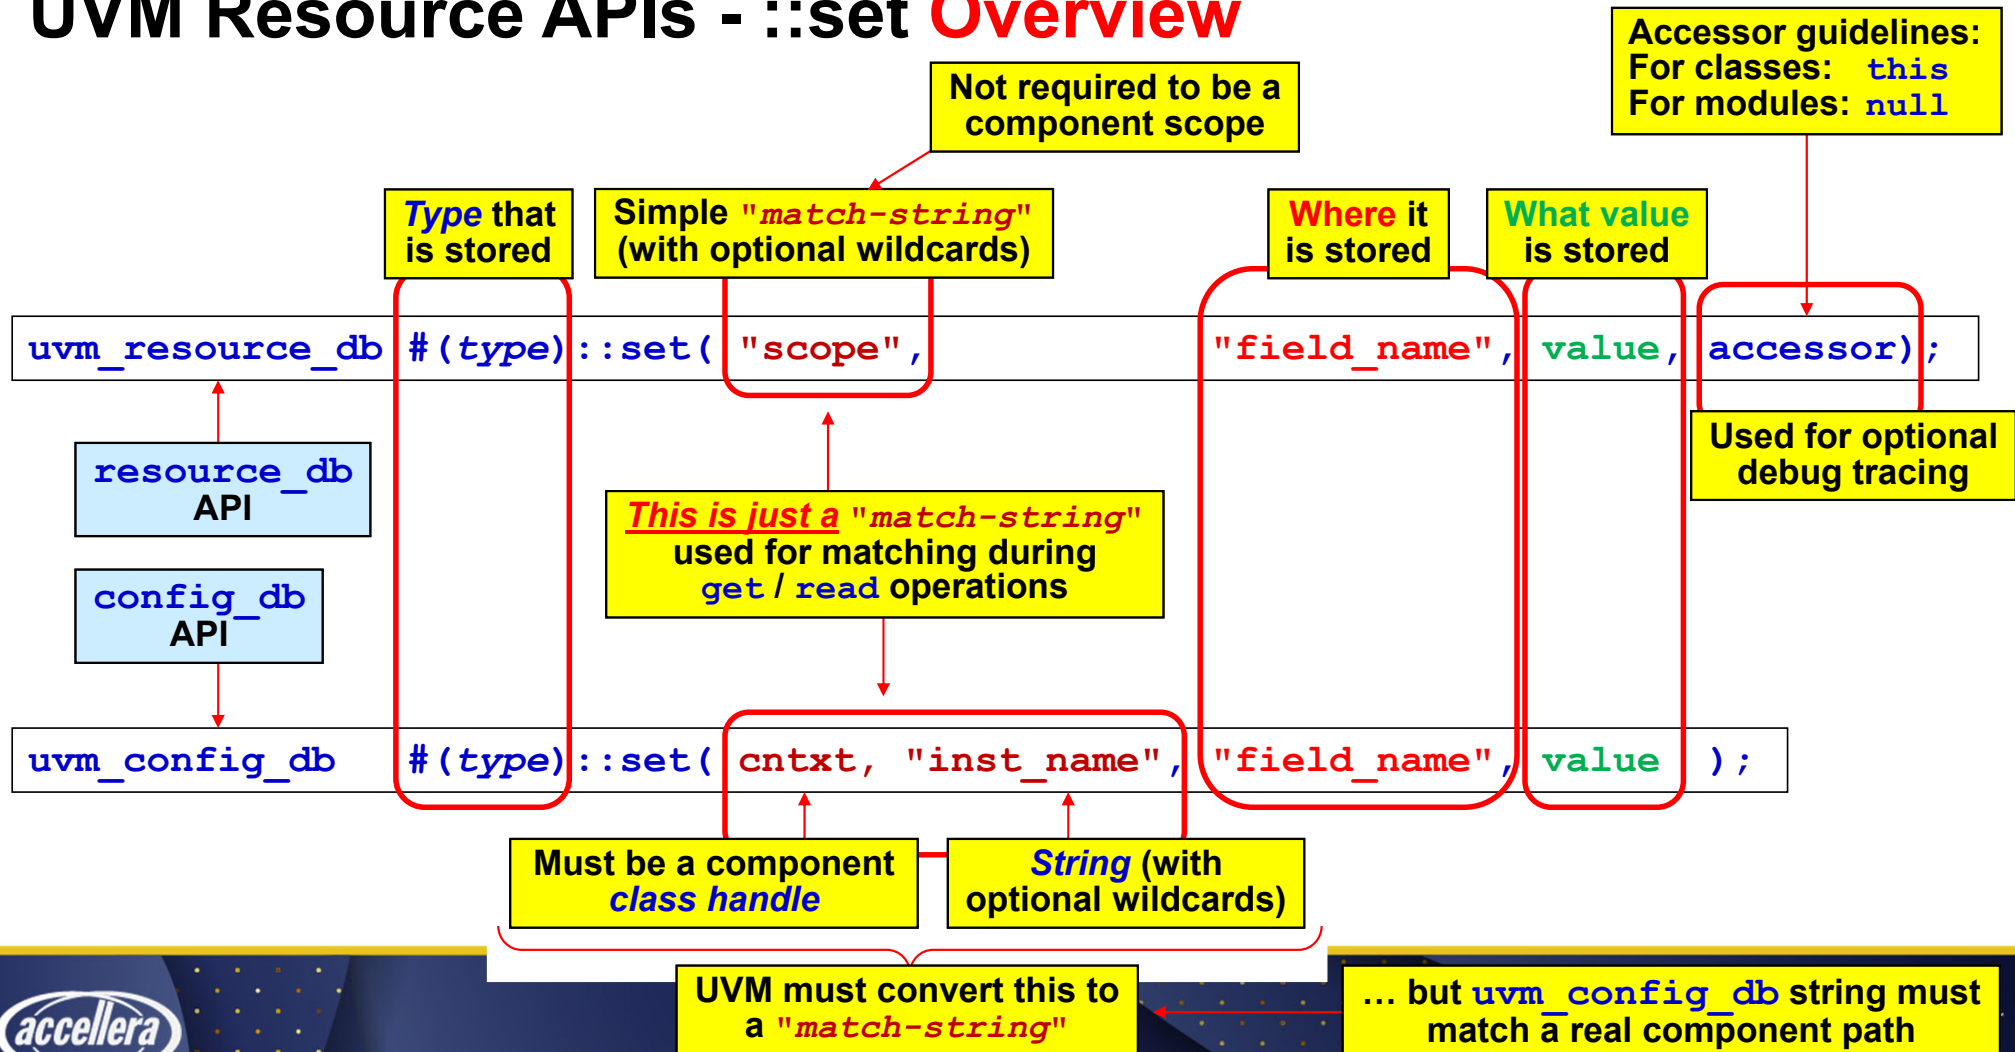 UVM Resource APIs - ::set Overview
Accessor guidelines:
For classes: this
For modules: null
Not required to be a
component scope
Type that
is stored
Simple "match-string"
(with optional wildcards)
Where it
is stored
What value
is stored
uvm_resource_db #(type)::set( "scope", "field_name", value, accessor);
resource_db
API
Used for optional
debug tracing
This is just a "match-string"
used for matching during
get / read operations
config_db
API
uvm_config_db #(type)::set( cntxt, "inst_name", "field_name", value );
Must be a component
class handle
String (with
optional wildcards)
UVM must convert this to
a "match-string"
… but uvm_config_db string must
match a real component path
accellera